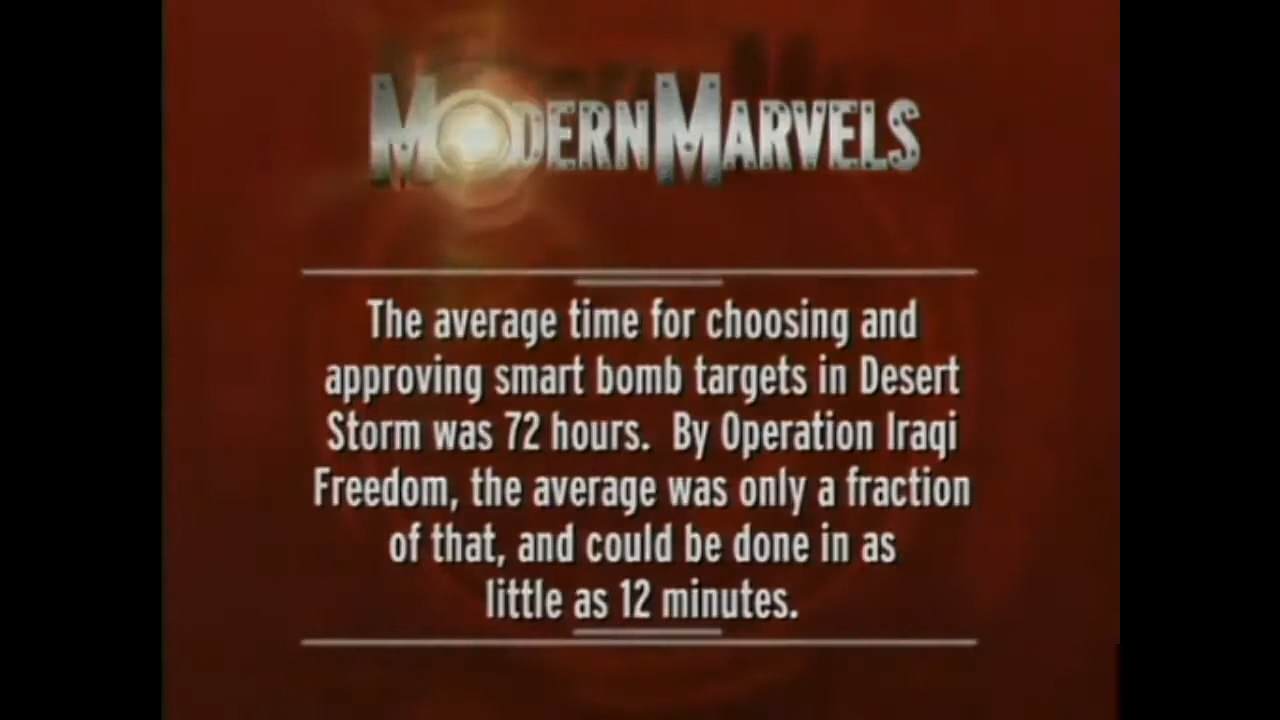 MODERN MARVELS
The average time for choosing and
approving smart bomb targets in Desert
Storm was 72 hours.  By Operation Iraqi
Freedom, the average was only a fraction
of that, and could be done in as
little as 12 minutes.